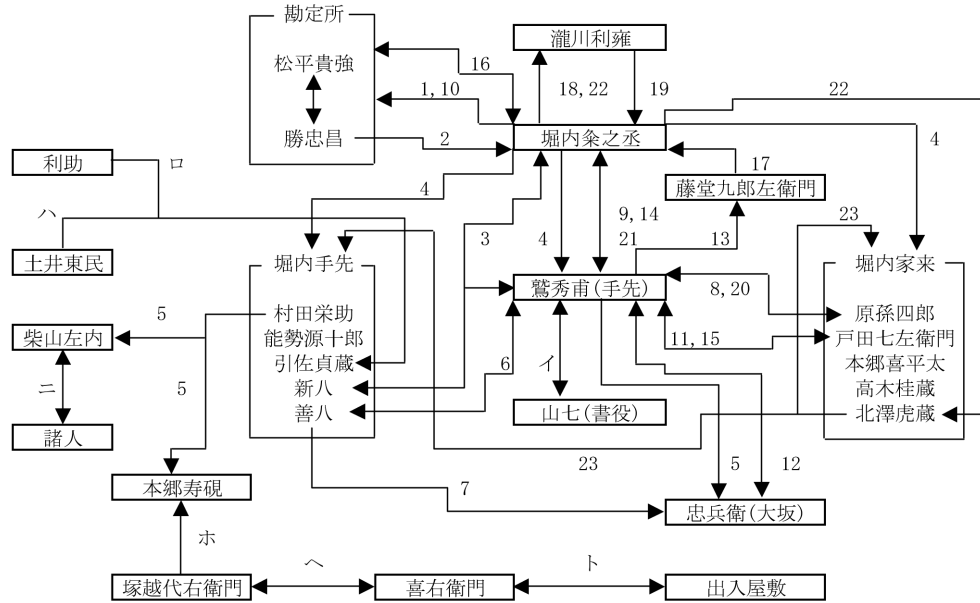 勘定所
松平貴強
勝忠昌
瀧川利雍
16
1, 10
18, 22
19
22
2
堀内粂之丞
4
利助
ロ
4
17
藤堂九郎左衛門
ハ
3
4
9, 14
21
13
23
土井東民
堀内手先
村田栄助
能勢源十郎
引佐貞蔵
新八
善八
鷲秀甫(手先)
8, 20
堀内家来
原孫四郎
戸田七左衛門
本郷喜平太
高木桂蔵
北澤虎蔵
5
柴山左内
11, 15
6
イ
ニ
5
山七(書役)
諸人
23
5
12
本郷寿硯
7
忠兵衛(大坂)
ホ
ヘ
ト
塚越代右衛門
喜右衛門
出入屋敷